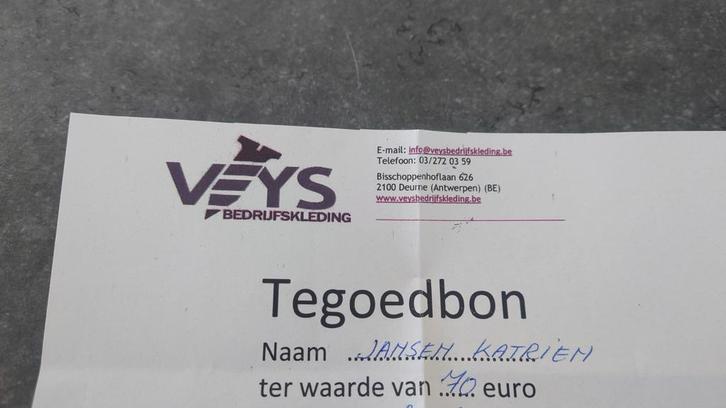 VEYS
BEDRIJFSKLEDING
E-mail: info@veysbedrijfskleding.be
Telefoon: 03/272 03 59
Bisschoppenhoflaan 626
2100 Deurne (Antwerpen) (BE)
www.veysbedrijfskleding.be
Tegoedbon
Naam JANSEN KATRIEN
ter waarde van 70 euro